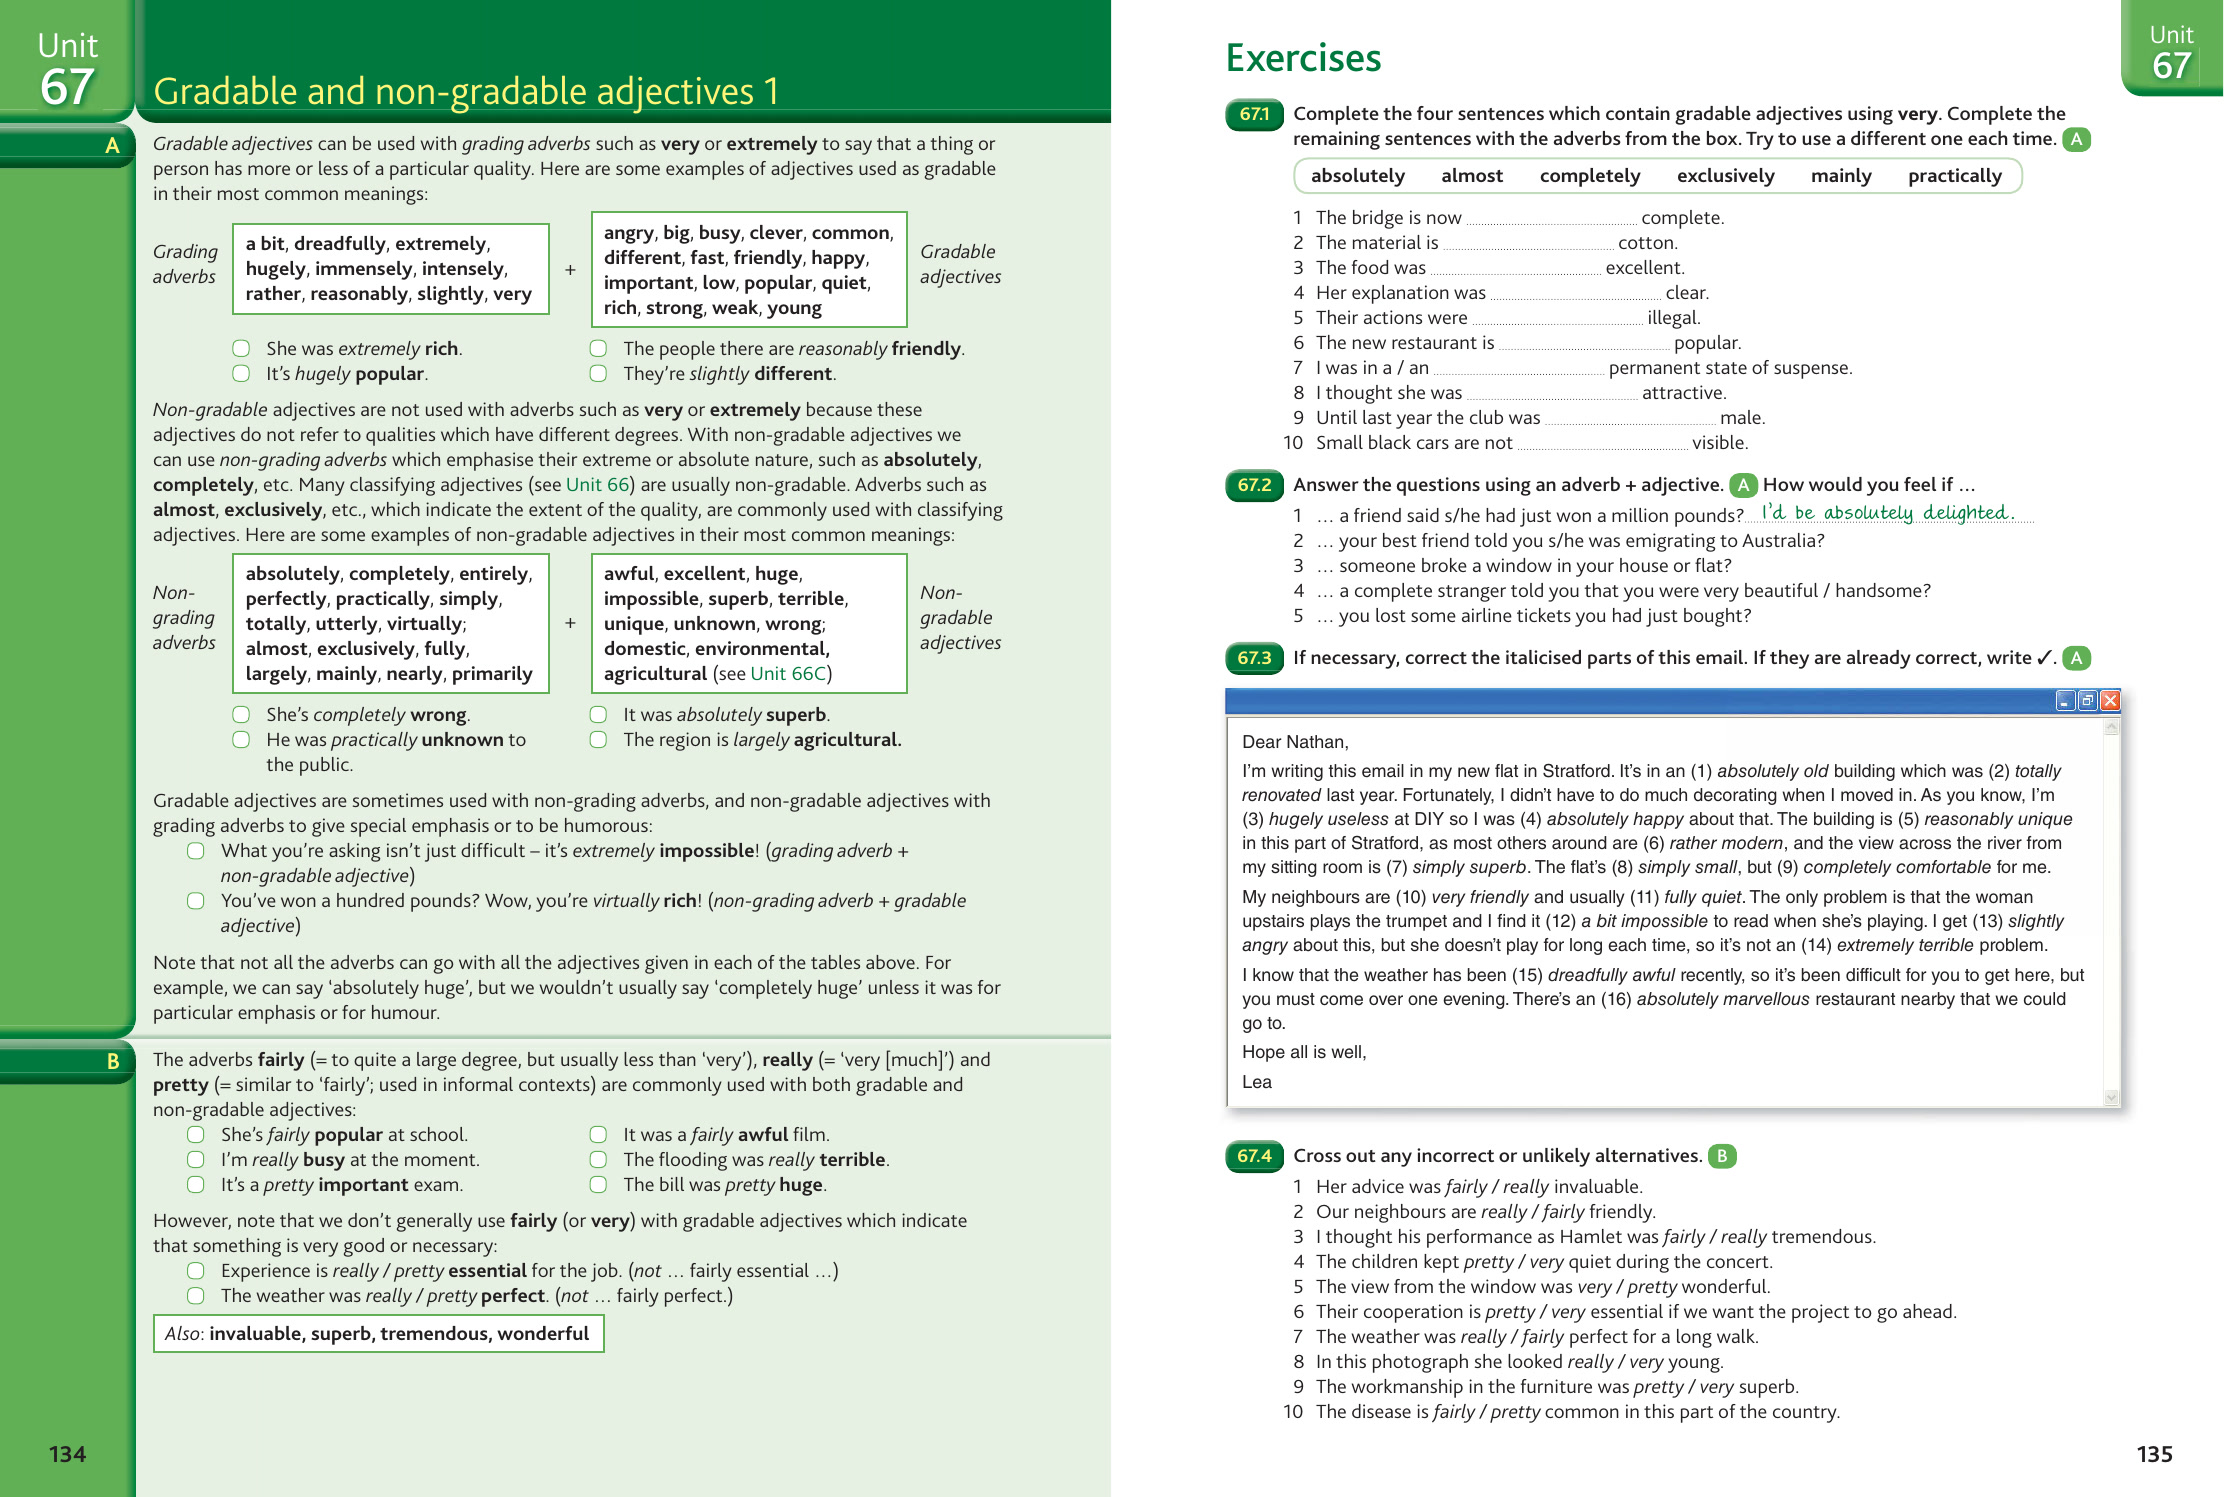 Unit
67
Gradable and non-gradable adjectives 1
A
Gradable adjectives can be used with grading adverbs such as very or extremely to say that a thing or
person has more or less of a particular quality. Here are some examples of adjectives used as gradable
in their most common meanings:
Grading
adverbs
a bit, dreadfully, extremely,
hugely, immensely, intensely,
rather, reasonably, slightly, very
+
angry, big, busy, clever, common,
different, fast, friendly, happy,
important, low, popular, quiet,
rich, strong, weak, young
Gradable
adjectives
She was extremely rich.
It's hugely popular.
The people there are reasonably friendly.
They're slightly different.
Non-gradable adjectives are not used with adverbs such as very or extremely because these
adjectives do not refer to qualities which have different degrees. With non-gradable adjectives we
can use non-grading adverbs which emphasise their extreme or absolute nature, such as absolutely,
completely, etc. Many classifying adjectives (see Unit 66) are usually non-gradable. Adverbs such as
almost, exclusively, etc., which indicate the extent of the quality, are commonly used with classifying
adjectives. Here are some examples of non-gradable adjectives in their most common meanings:
Non-
grading
adverbs
absolutely, completely, entirely,
perfectly, practically, simply,
totally, utterly, virtually;
almost, exclusively, fully,
largely, mainly, nearly, primarily
+
awful, excellent, huge,
impossible, superb, terrible,
unique, unknown, wrong;
domestic, environmental,
agricultural (see Unit 66C)
Non-
gradable
adjectives
She's completely wrong.
He was practically unknown to
the public.
It was absolutely superb.
The region is largely agricultural.
Gradable adjectives are sometimes used with non-grading adverbs, and non-gradable adjectives with
grading adverbs to give special emphasis or to be humorous:
What you're asking isn't just difficult – it's extremely impossible! (grading adverb +
non-gradable adjective)
You've won a hundred pounds? Wow, you're virtually rich! (non-grading adverb + gradable
adjective)
Note that not all the adverbs can go with all the adjectives given in each of the tables above. For
example, we can say 'absolutely huge', but we wouldn't usually say 'completely huge' unless it was for
particular emphasis or for humour.
B
The adverbs fairly (= to quite a large degree, but usually less than 'very'), really (= 'very [much]') and
pretty (= similar to 'fairly'; used in informal contexts) are commonly used with both gradable and
non-gradable adjectives:
She's fairly popular at school.
I'm really busy at the moment.
It's a pretty important exam.
It was a fairly awful film.
The flooding was really terrible.
The bill was pretty huge.
However, note that we don't generally use fairly (or very) with gradable adjectives which indicate
that something is very good or necessary:
Experience is really / pretty essential for the job. (not … fairly essential …)
The weather was really / pretty perfect. (not … fairly perfect.)
Also: invaluable, superb, tremendous, wonderful
134
Exercises
Unit
67
67.1 Complete the four sentences which contain gradable adjectives using very. Complete the
remaining sentences with the adverbs from the box. Try to use a different one each time. A
absolutely almost completely exclusively mainly practically
1 The bridge is now .......... complete.
2 The material is .......... cotton.
3 The food was .......... excellent.
4 Her explanation was .......... clear.
5 Their actions were .......... illegal.
6 The new restaurant is .......... popular.
7 I was in a / an .......... permanent state of suspense.
8 I thought she was .......... attractive.
9 Until last year the club was .......... male.
10 Small black cars are not .......... visible.
67.2 Answer the questions using an adverb + adjective. A How would you feel if …
1 … a friend said s/he had just won a million pounds? I'd be absolutely delighted.
2 … your best friend told you s/he was emigrating to Australia?
3 … someone broke a window in your house or flat?
4 … a complete stranger told you that you were very beautiful / handsome?
5 … you lost some airline tickets you had just bought?
67.3 If necessary, correct the italicised parts of this email. If they are already correct, write ✓. A
Dear Nathan,
I'm writing this email in my new flat in Stratford. It's in an (1) absolutely old building which was (2) totally
renovated last year. Fortunately, I didn't have to do much decorating when I moved in. As you know, I'm
(3) hugely useless at DIY so I was (4) absolutely happy about that. The building is (5) reasonably unique
in this part of Stratford, as most others around are (6) rather modern, and the view across the river from
my sitting room is (7) simply superb. The flat's (8) simply small, but (9) completely comfortable for me.
My neighbours are (10) very friendly and usually (11) fully quiet. The only problem is that the woman
upstairs plays the trumpet and I find it (12) a bit impossible to read when she's playing. I get (13) slightly
angry about this, but she doesn't play for long each time, so it's not an (14) extremely terrible problem.
I know that the weather has been (15) dreadfully awful recently, so it's been difficult for you to get here, but
you must come over one evening. There's an (16) absolutely marvellous restaurant nearby that we could
go to.
Hope all is well,
Lea
67.4 Cross out any incorrect or unlikely alternatives. B
1 Her advice was fairly / really invaluable.
2 Our neighbours are really / fairly friendly.
3 I thought his performance as Hamlet was fairly / really tremendous.
4 The children kept pretty / very quiet during the concert.
5 The view from the window was very / pretty wonderful.
6 Their cooperation is pretty / very essential if we want the project to go ahead.
7 The weather was really / fairly perfect for a long walk.
8 In this photograph she looked really / very young.
9 The workmanship in the furniture was pretty / very superb.
10 The disease is fairly / pretty common in this part of the country.
135